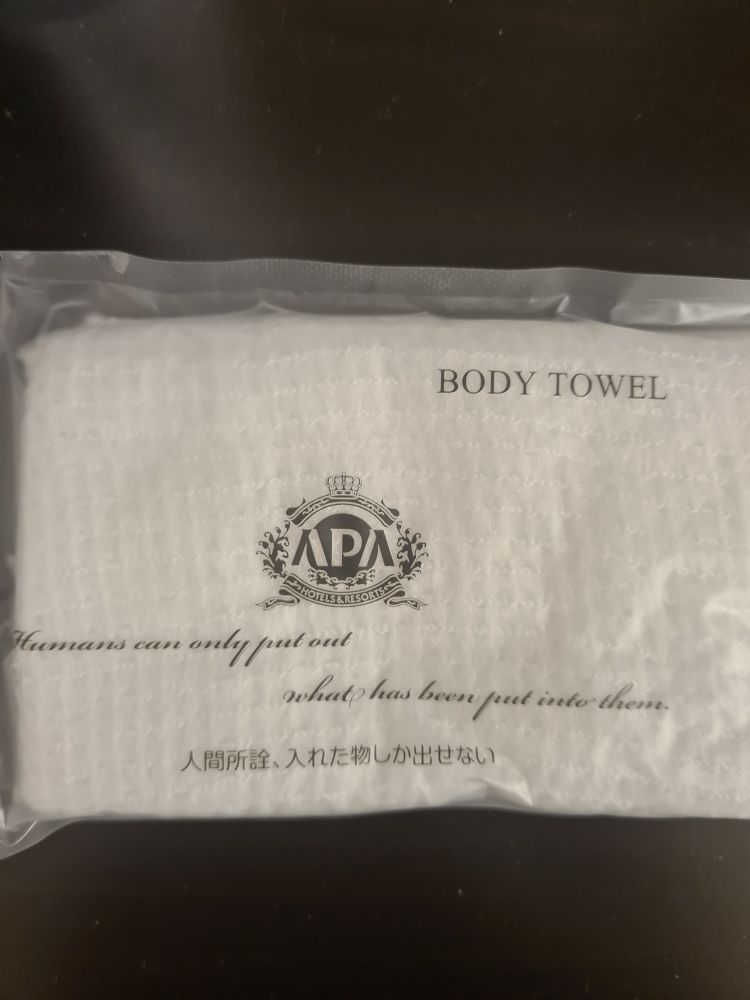 BODY TOWEL
APA
HOTELS & RESORTS
Humans can only put out
what has been put into them.
人間所詮、入れた物しか出せない